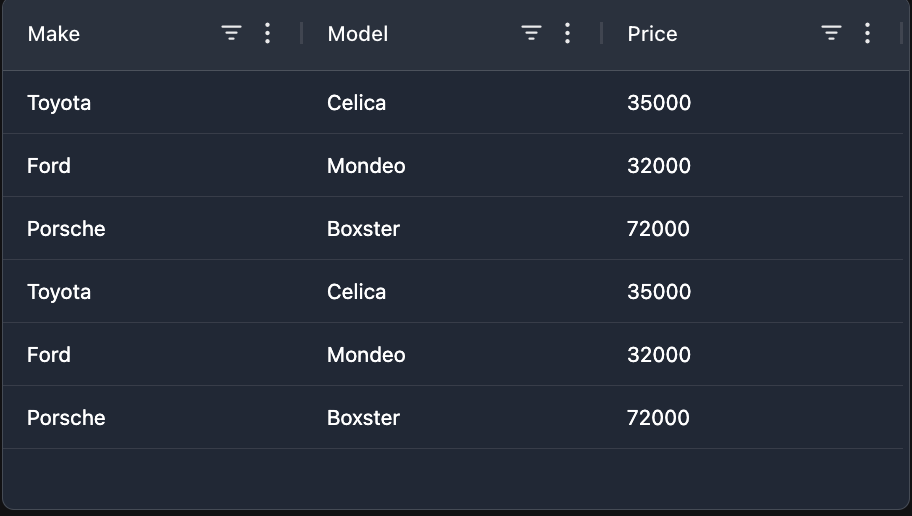 Make Model Price
Toyota Celica 35000
Ford Mondeo 32000
Porsche Boxster 72000
Toyota Celica 35000
Ford Mondeo 32000
Porsche Boxster 72000